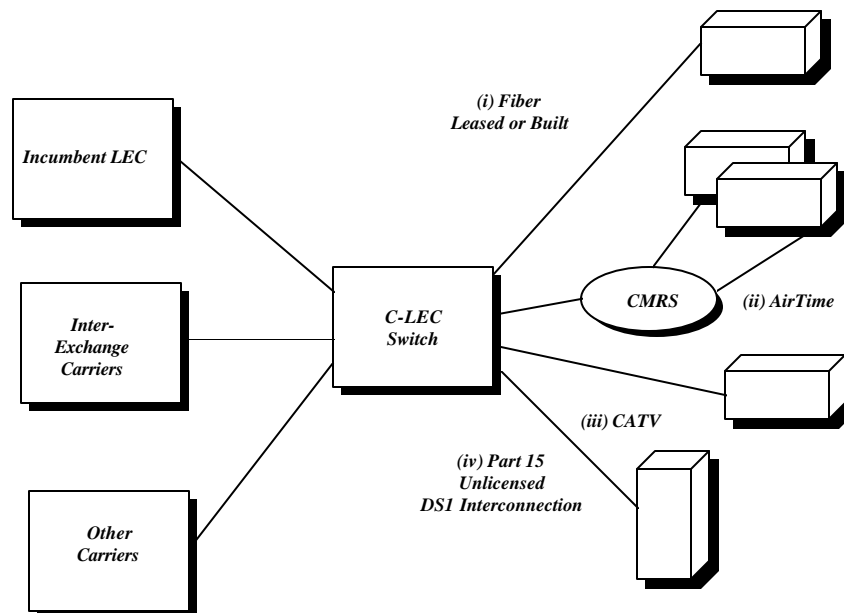 (i) Fiber
Leased or Built
Incumbent LEC
CMRS
(ii) AirTime
C-LEC
Switch
Inter-
Exchange
Carriers
(iii) CATV
(iv) Part 15
Unlicensed
DS1 Interconnection
Other
Carriers